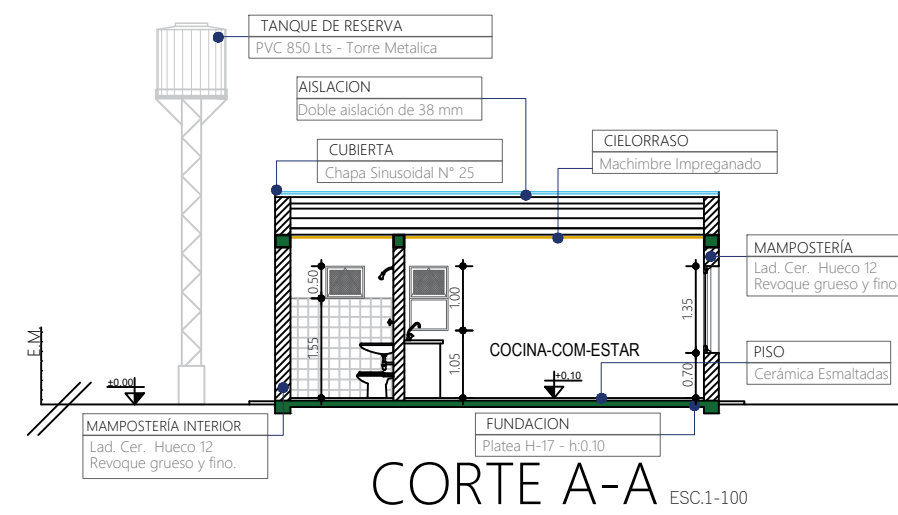 TANQUE DE RESERVA
PVC 850 Lts - Torre Metalica
AISLACION
Doble aislación de 38 mm
CUBIERTA
Chapa Sinusoidal N° 25
CIELORRASO
Machimbre Impreganado
MAMPOSTERÍA
Lad. Cer. Hueco 12
Revoque grueso y fino
0.50
1.55
1.00
1.05
1.35
0.70
COCINA-COM-ESTAR
+0.10
E.M.
±0.00
PISO
Cerámica Esmaltadas
MAMPOSTERÍA INTERIOR
Lad. Cer. Hueco 12
Revoque grueso y fino.
FUNDACION
Platea H-17 - h:0.10
CORTE A-A ESC.1-100